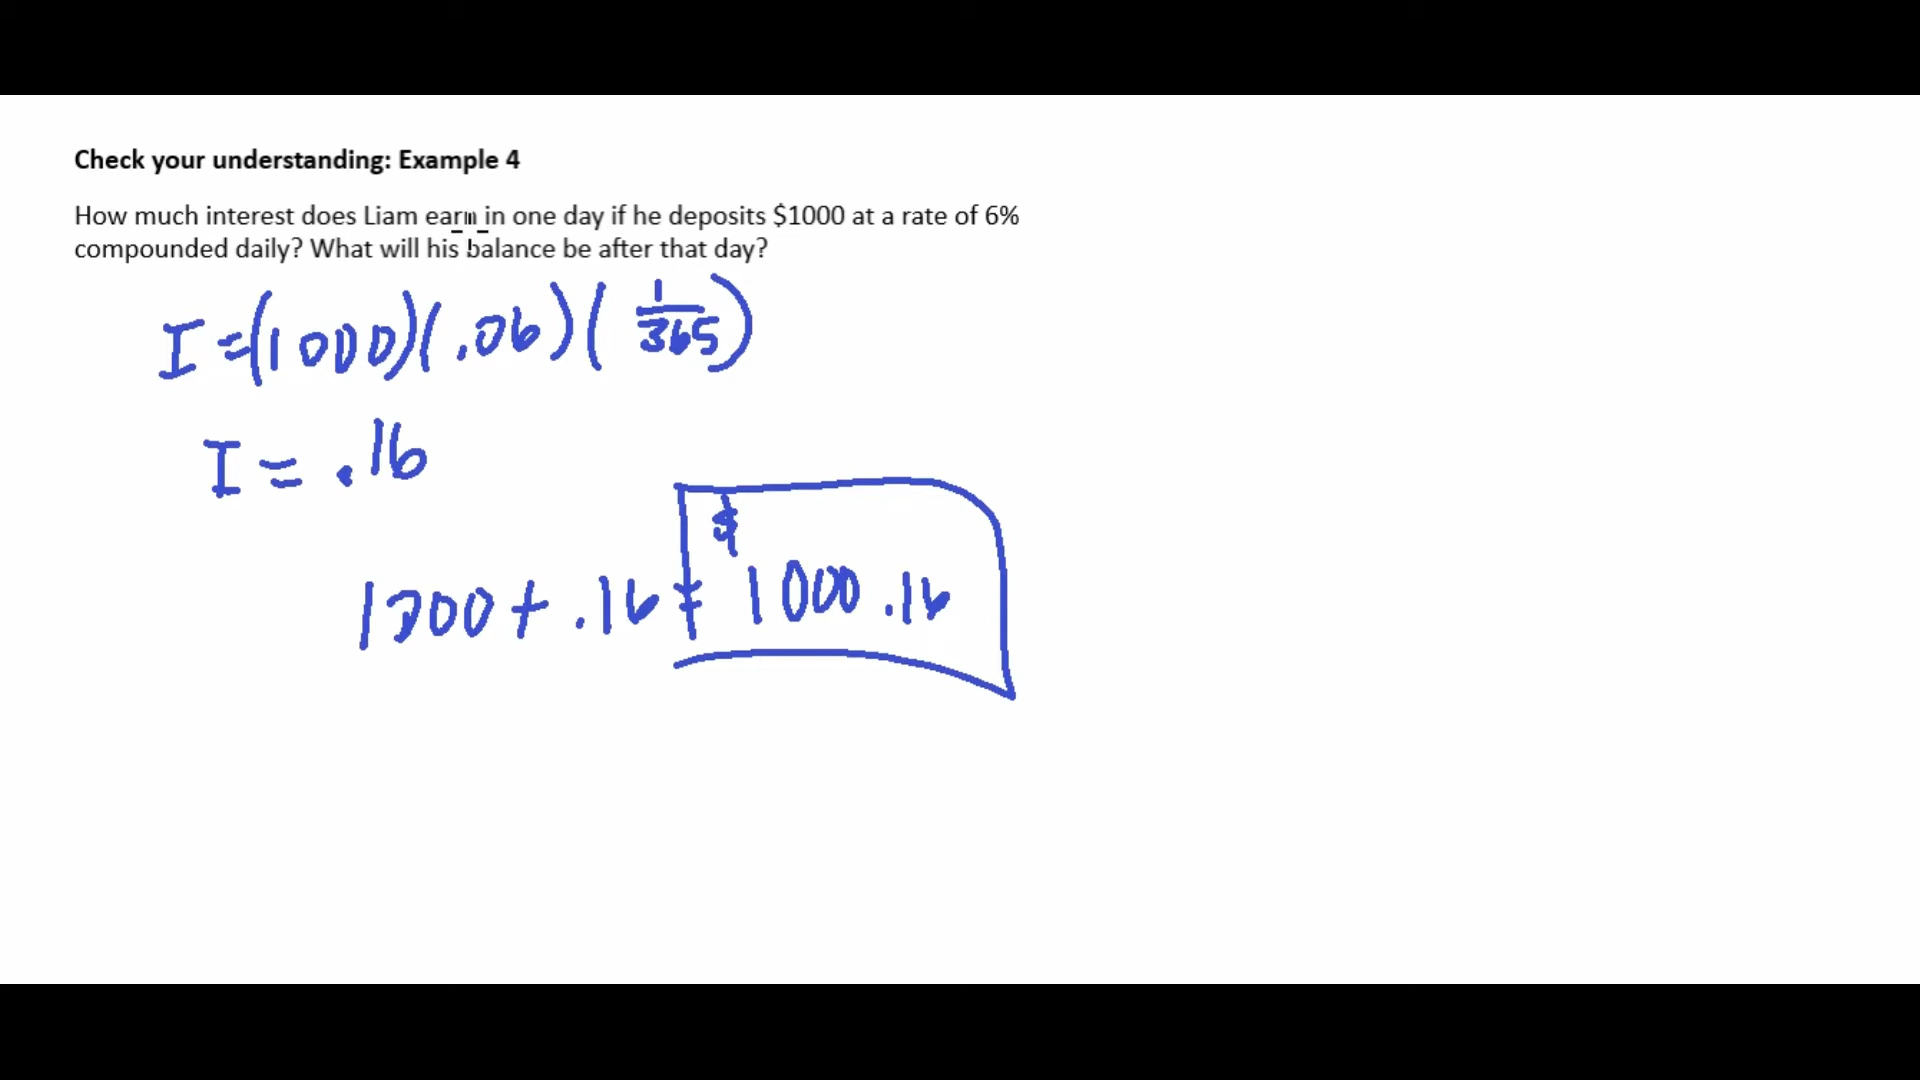 Check your understanding: Example 4
How much interest does Liam earn in one day if he deposits $1000 at a rate of 6%
compounded daily? What will his balance be after that day?
I = (1000)(.06)(1/365)
I = .16
1000 + .16 = $1000.16